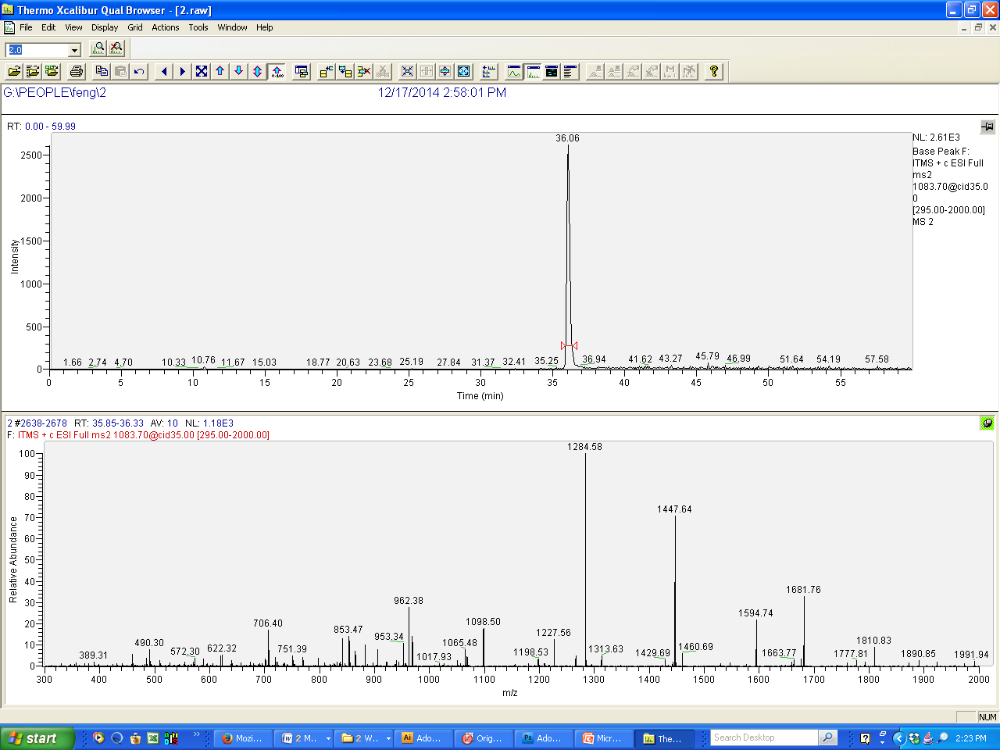 Thermo Xcalibur Qual Browser - [2.raw]
File Edit View Display Grid Actions Tools Window Help
2.0
G:\PEOPLE\feng\2 12/17/2014 2:58:01 PM
RT: 0.00 - 59.99
NL: 2.61E3
Base Peak F:
ITMS + c ESI Full
ms2
1083.70@cid35.0
0
[295.00-2000.00]
MS 2
36.06
2500
2000
1500
1000
500
0
Intensity
1.66 2.74 4.70 10.33 10.76 11.67 15.03 18.77 20.63 23.68 25.19 27.84 31.37 32.41 35.25 36.94 41.62 43.27 45.79 46.99 51.64 54.19 57.58
0 5 10 15 20 25 30 35 40 45 50 55
Time (min)
2 #2638-2678 RT: 35.85-36.33 AV: 10 NL: 1.18E3
F: ITMS + c ESI Full ms2 1083.70@cid35.00 [295.00-2000.00]
100
90
80
70
60
50
40
30
20
10
0
Relative Abundance
1284.58
1447.64
1681.76
962.38
1594.74
706.40
853.47
953.34
1098.50
1227.56
1810.83
389.31
490.30
572.30
622.32
751.39
1017.93
1065.48
1198.53
1313.63
1429.69
1460.69
1663.77
1777.81
1890.85
1991.94
300 400 500 600 700 800 900 1000 1100 1200 1300 1400 1500 1600 1700 1800 1900 2000
m/z
NUM
start Mozi... 2 M.. 2 W.. Ado... Orig... Ado... Micr... The... Search Desktop 2:23 PM